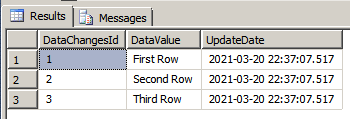 Results Messages
DataChangesId DataValue UpdateDate
1 1 First Row 2021-03-20 22:37:07.517
2 2 Second Row 2021-03-20 22:37:07.517
3 3 Third Row 2021-03-20 22:37:07.517